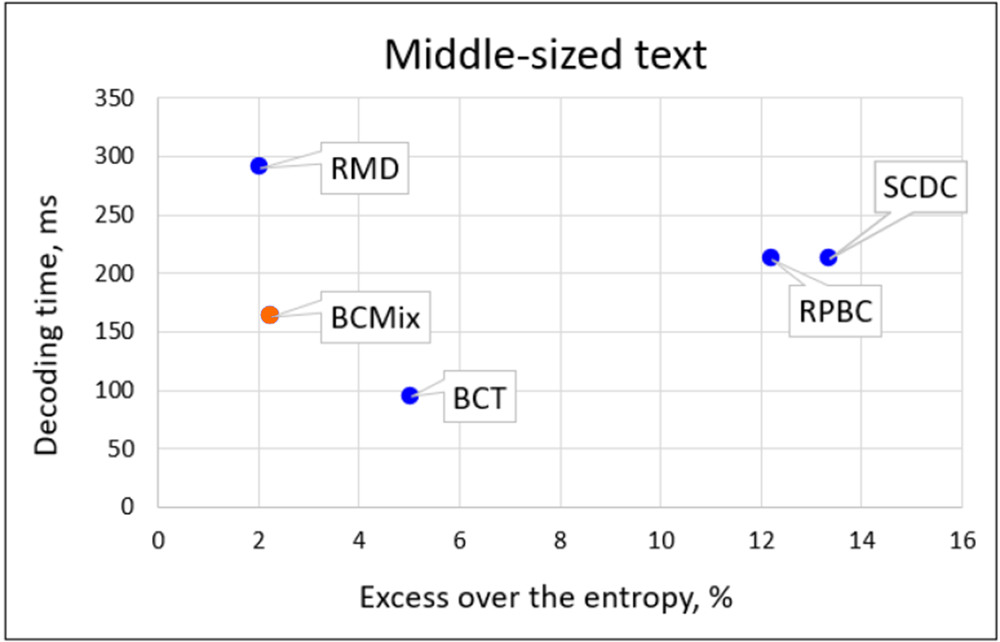 Middle-sized text
350
300
250
200
150
100
50
0
Decoding time, ms
RMD
SCDC
RPBC
BCMix
BCT
0 2 4 6 8 10 12 14 16
Excess over the entropy, %